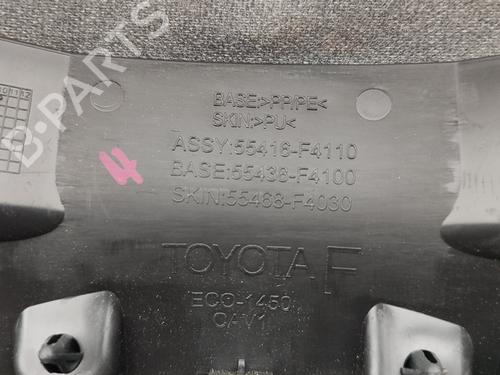 B-PARTS
BASE:>PP/PE<
SKIN:>PU<
ASSY:55416-F4110
BASE:55436-F4100
SKIN:55468-F4030
4
TOYOTA F
ECO-1450
CAV1